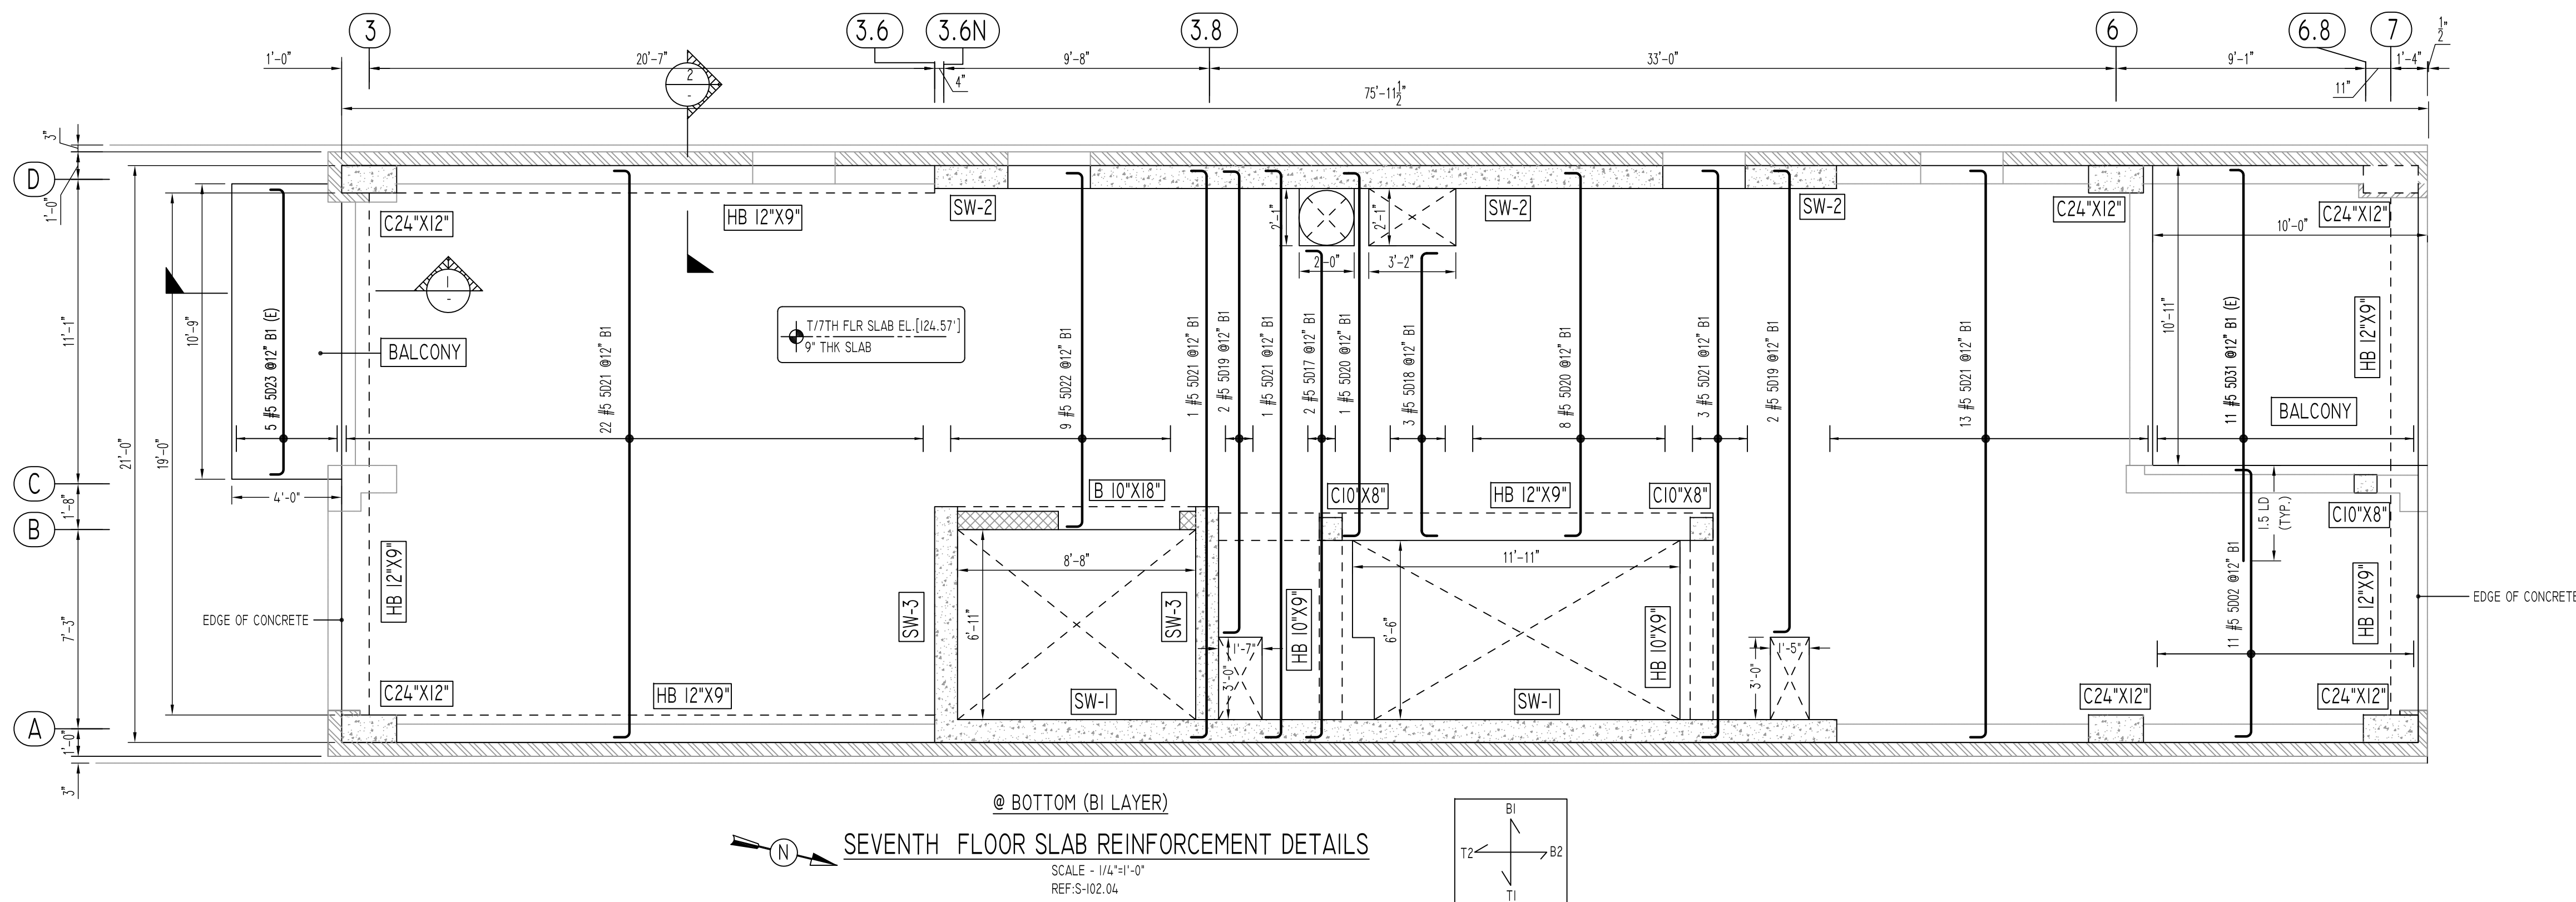 3
3.6
3.6N
3.8
6
6.8
7
1'-0"
20'-7"
4"
9'-8"
33'-0"
9'-1"
11"
1'-4"
1/2"
2
-
75'-11 1/2"
3"
D
1'-0"
C24"X12"
HB 12"X9"
SW-2
2'-1"
2'-1"
SW-2
SW-2
C24"X12"
C24"X12"
10'-0"
2'-0"
3'-2"
1
-
11'-1"
21'-0"
19'-0"
10'-9"
5 #5 5D23 @12" B1 (E)
BALCONY
22 #5 5D21 @12" B1
T/7TH FLR SLAB EL.[124.57']
9" THK SLAB
9 #5 5D22 @12" B1
1 #5 5D21 @12" B1
2 #5 5D19 @12" B1
1 #5 5D21 @12" B1
2 #5 5D17 @12" B1
1 #5 5D20 @12" B1
3 #5 5D18 @12" B1
8 #5 5D20 @12" B1
3 #5 5D21 @12" B1
2 #5 5D19 @12" B1
13 #5 5D21 @12" B1
10'-11"
11 #5 5D31 @12" B1 (E)
HB 12"X9"
BALCONY
C
4'-0"
1'-8"
B
B 10"X18"
C10"X8"
HB 12"X9"
C10"X8"
1.5 LD
(TYP.)
C10"X8"
7'-3"
HB 12"X9"
EDGE OF CONCRETE
SW-3
8'-8"
6'-11"
SW-3
1'-7"
3'-0"
HB 10"X9"
11'-11"
6'-6"
HB 10"X9"
1'-5"
3'-0"
11 #5 5D02 @12" B1
HB 12"X9"
EDGE OF CONCRETE
C24"X12"
HB 12"X9"
SW-1
SW-1
C24"X12"
C24"X12"
A
1'-0"
3"
@ BOTTOM (B1 LAYER)
N
SEVENTH FLOOR SLAB REINFORCEMENT DETAILS
SCALE - 1/4"=1'-0"
REF:S-102.04
B1
T2
B2
T1